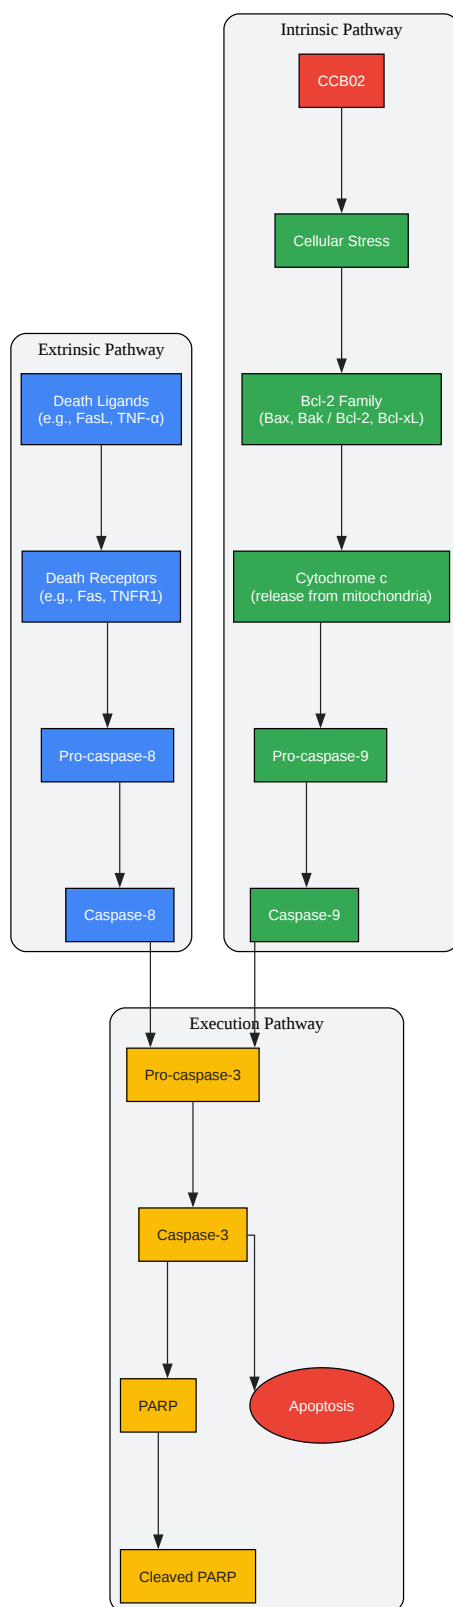 Intrinsic Pathway
CCB02
Cellular Stress
Extrinsic Pathway
Death Ligands
(e.g., FasL, TNF-α)
Bcl-2 Family
(Bax, Bak / Bcl-2, Bcl-xL)
Death Receptors
(e.g., Fas, TNFR1)
Cytochrome c
(release from mitochondria)
Pro-caspase-8
Pro-caspase-9
Caspase-8
Caspase-9
Execution Pathway
Pro-caspase-3
Caspase-3
PARP
Apoptosis
Cleaved PARP